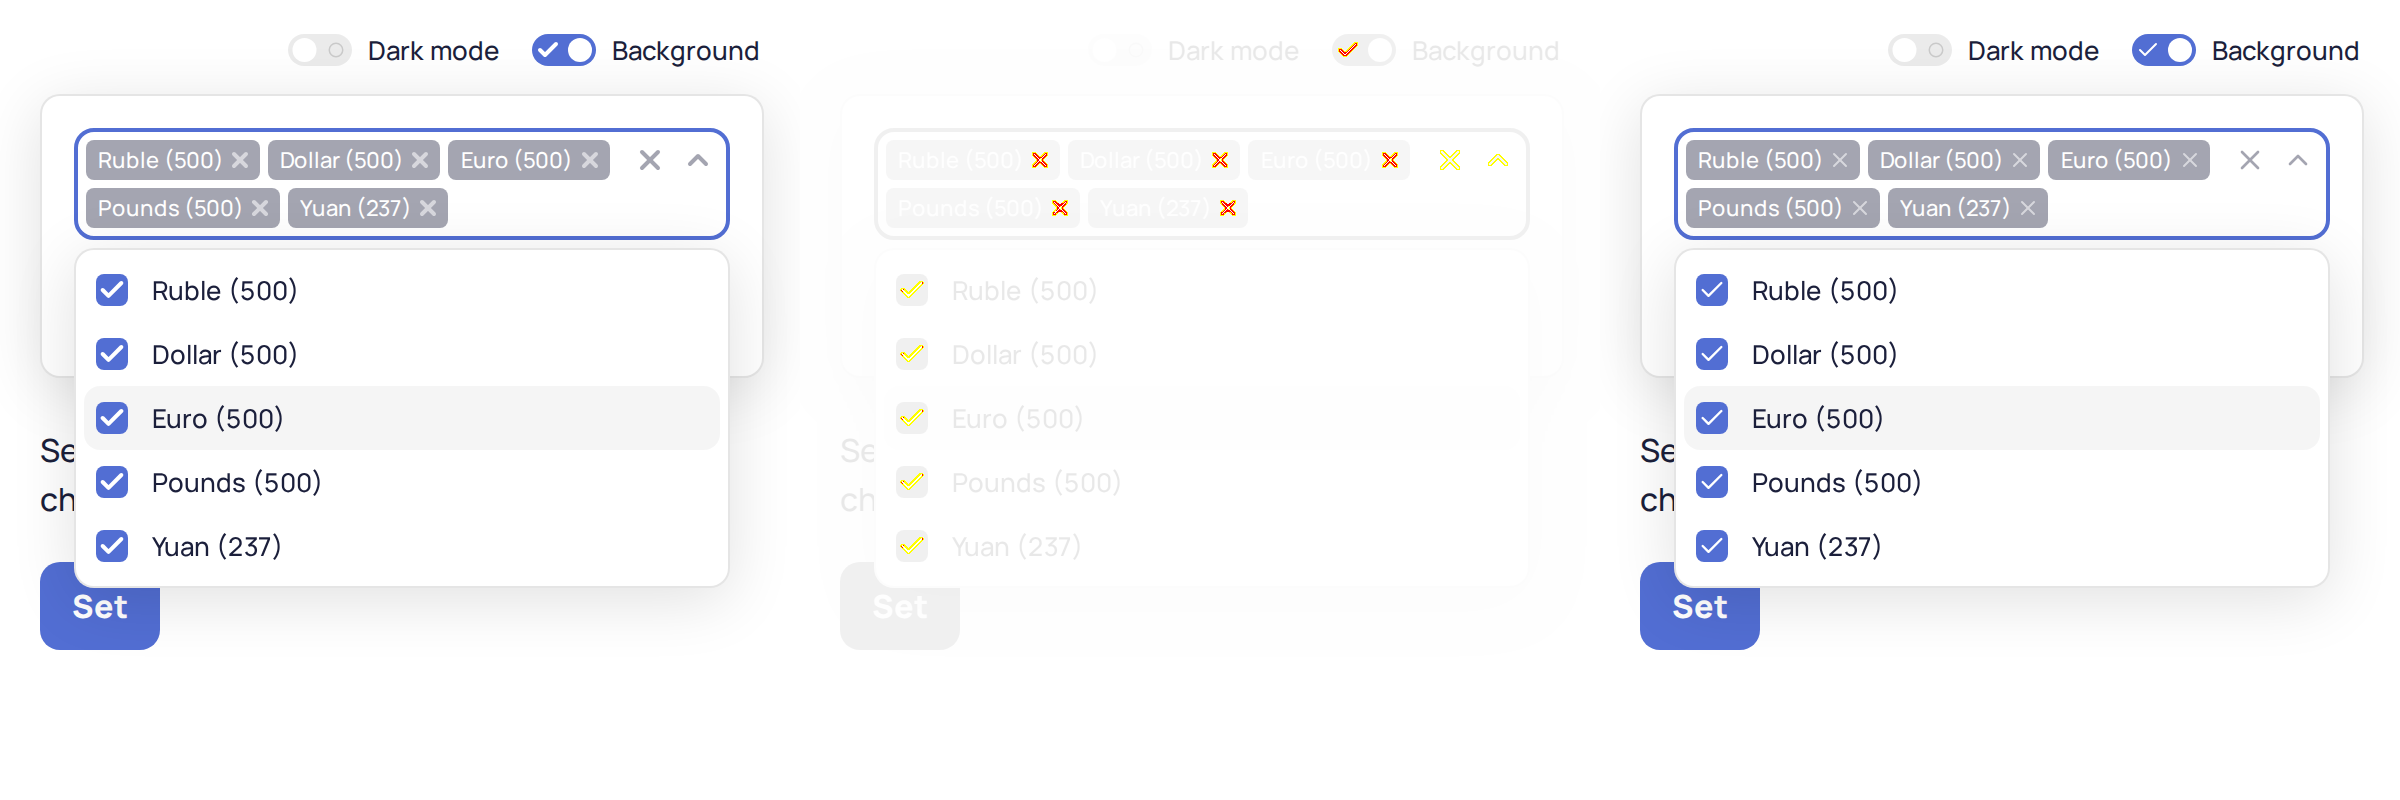 Dark mode Background
Ruble (500) Dollar (500) Euro (500)
Pounds (500) Yuan (237)
Ruble (500)
Dollar (500)
Euro (500)
Se
Pounds (500)
ch
Yuan (237)
Set
Dark mode Background
Ruble (500) Dollar (500) Euro (500)
Pounds (500) Yuan (237)
Ruble (500)
Dollar (500)
Euro (500)
Se
Pounds (500)
ch
Yuan (237)
Set
Dark mode Background
Ruble (500) Dollar (500) Euro (500)
Pounds (500) Yuan (237)
Ruble (500)
Dollar (500)
Euro (500)
Se
Pounds (500)
ch
Yuan (237)
Set